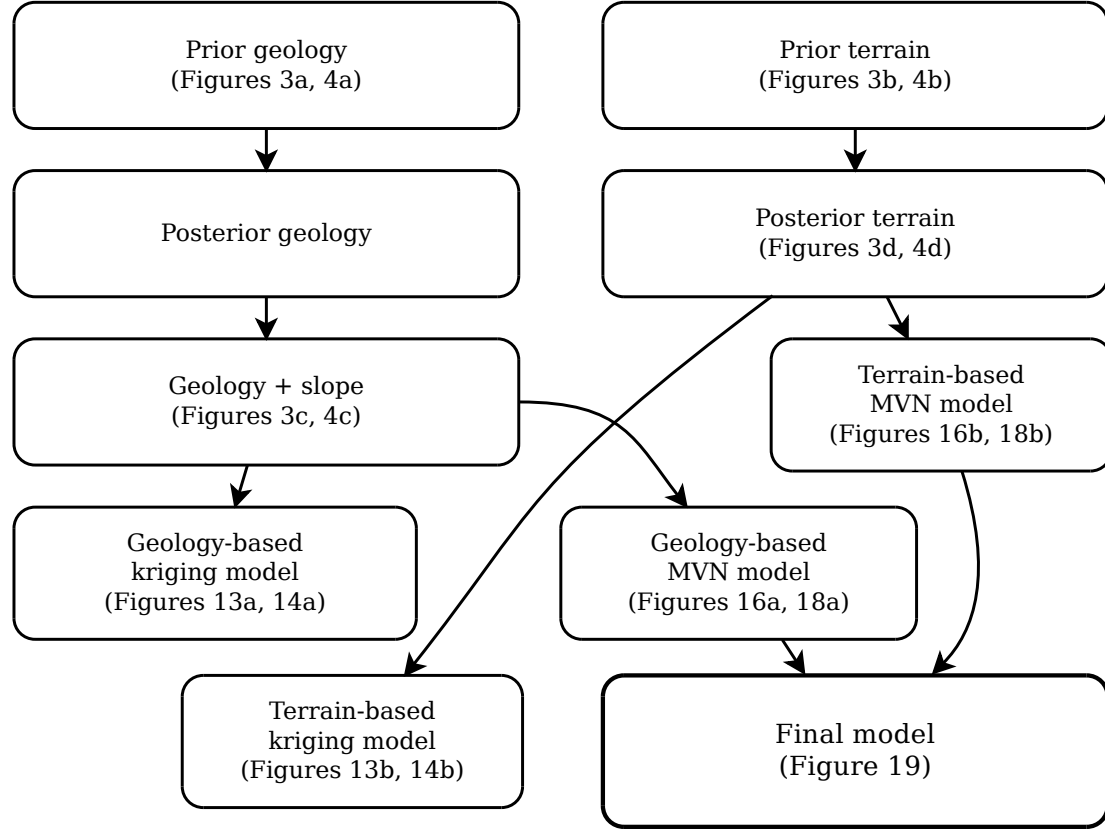 Prior geology
(Figures 3a, 4a)
Prior terrain
(Figures 3b, 4b)
Posterior geology
Posterior terrain
(Figures 3d, 4d)
Geology + slope
(Figures 3c, 4c)
Terrain-based
MVN model
(Figures 16b, 18b)
Geology-based
kriging model
(Figures 13a, 14a)
Geology-based
MVN model
(Figures 16a, 18a)
Terrain-based
kriging model
(Figures 13b, 14b)
Final model
(Figure 19)